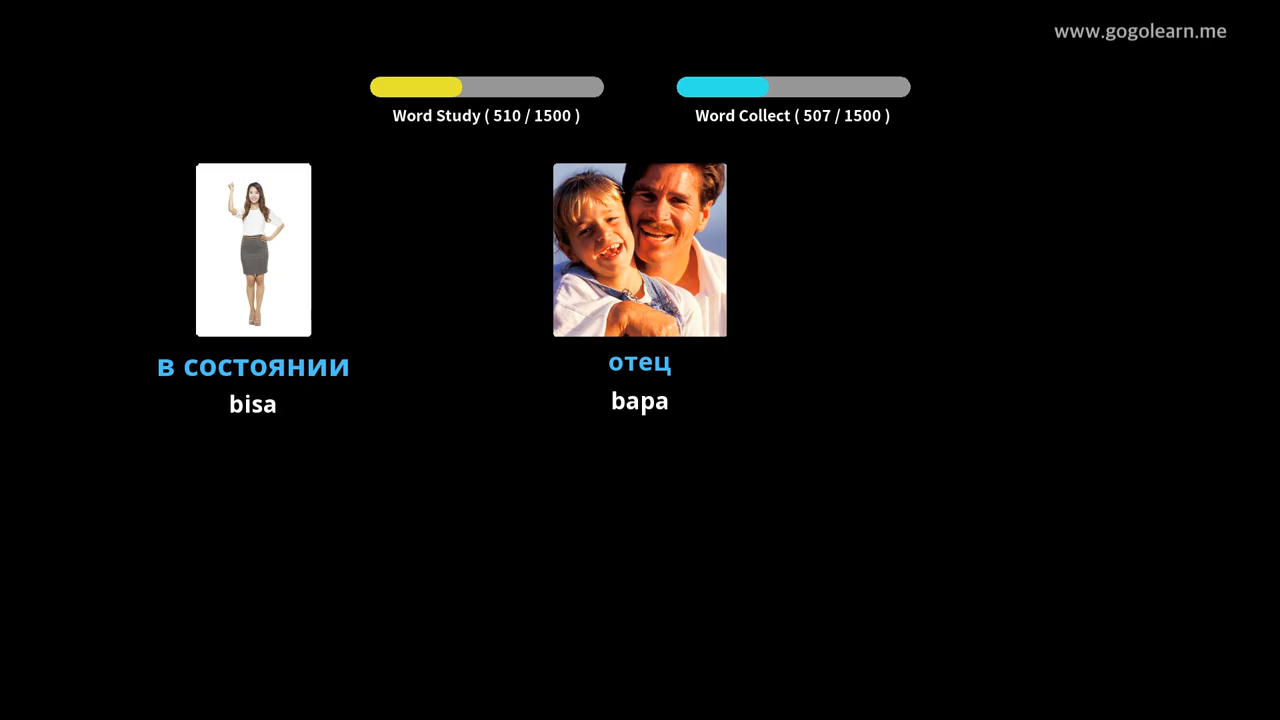 www.gogolearn.me
Word Study ( 510 / 1500 )
Word Collect ( 507 / 1500 )
в состоянии
bisa
отец
bapa